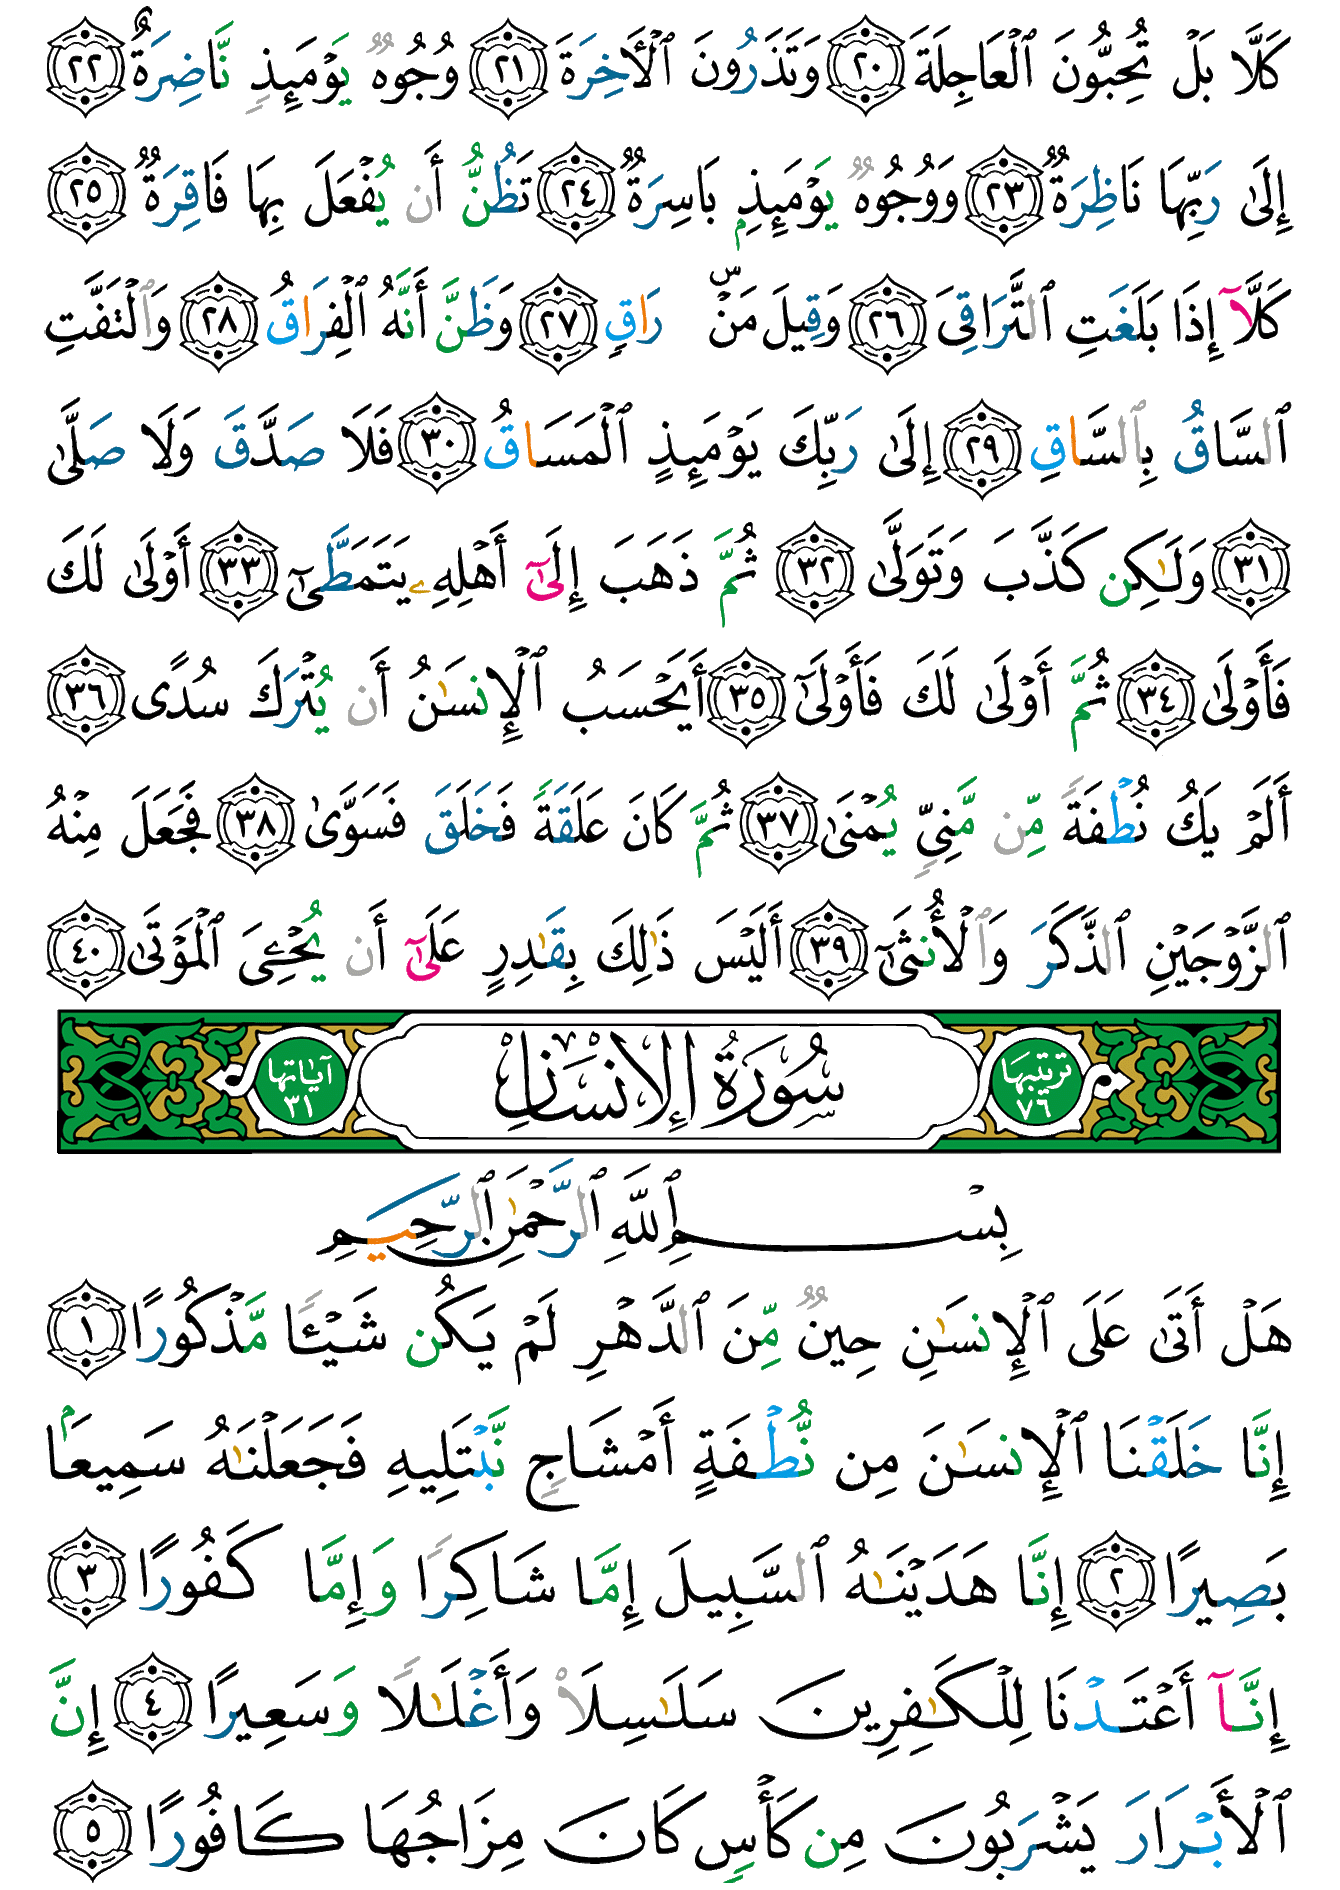 كَلَّا بَلْ تُحِبُّونَ ٱلْعَاجِلَةَ ٢٠ وَتَذَرُونَ ٱلْأَخِرَةَ ٢١ وُجُوهٌ يَوْمَئِذٍ نَّاضِرَةٌ ٢٢
إِلَىٰ رَبِّهَا نَاظِرَةٌ ٢٣ وَوُجُوهٌ يَوْمَئِذٍۭ بَاسِرَةٌ ٢٤ تَظُنُّ أَن يُفْعَلَ بِهَا فَاقِرَةٌ ٢٥
كَلَّآ إِذَا بَلَغَتِ ٱلتَّرَاقِىَ ٢٦ وَقِيلَ مَنْۜ رَاقٍ ٢٧ وَظَنَّ أَنَّهُ ٱلْفِرَاقُ ٢٨ وَٱلْتَفَّتِ
ٱلسَّاقُ بِٱلسَّاقِ ٢٩ إِلَىٰ رَبِّكَ يَوْمَئِذٍ ٱلْمَسَاقُ ٣٠ فَلَا صَدَّقَ وَلَا صَلَّىٰ
٣١ وَلَـٰكِن كَذَّبَ وَتَوَلَّىٰ ٣٢ ثُمَّ ذَهَبَ إِلَىٰٓ أَهْلِهِۦ يَتَمَطَّىٰٓ ٣٣ أَوْلَىٰ لَكَ
فَأَوْلَىٰ ٣٤ ثُمَّ أَوْلَىٰ لَكَ فَأَوْلَىٰٓ ٣٥ أَيَحْسَبُ ٱلْإِنسَـٰنُ أَن يُتْرَكَ سُدًى ٣٦
أَلَمْ يَكُ نُطْفَةً مِّن مَّنِىٍّ يُمْنَىٰ ٣٧ ثُمَّ كَانَ عَلَقَةً فَخَلَقَ فَسَوَّىٰ ٣٨ فَجَعَلَ مِنْهُ
ٱلزَّوْجَيْنِ ٱلذَّكَرَ وَٱلْأُنثَىٰٓ ٣٩ أَلَيْسَ ذَٰلِكَ بِقَـٰدِرٍ عَلَىٰٓ أَن يُحْـِۧىَ ٱلْمَوْتَىٰ ٤٠
ترتيبها ٧٦ سُورَةُ الإِنْسَانِ آياتها ٣١
بِسْمِ ٱللَّهِ ٱلرَّحْمَـٰنِ ٱلرَّحِيمِ
هَلْ أَتَىٰ عَلَى ٱلْإِنسَـٰنِ حِينٌ مِّنَ ٱلدَّهْرِ لَمْ يَكُن شَيْـًٔا مَّذْكُورًا ١
إِنَّا خَلَقْنَا ٱلْإِنسَـٰنَ مِن نُّطْفَةٍ أَمْشَاجٍ نَّبْتَلِيهِ فَجَعَلْنَـٰهُ سَمِيعَۢا
بَصِيرًا ٢ إِنَّا هَدَيْنَـٰهُ ٱلسَّبِيلَ إِمَّا شَاكِرًا وَإِمَّا كَفُورًا ٣
إِنَّآ أَعْتَدْنَا لِلْكَـٰفِرِينَ سَلَـٰسِلَا۟ وَأَغْلَـٰلًا وَسَعِيرًا ٤ إِنَّ
ٱلْأَبْرَارَ يَشْرَبُونَ مِن كَأْسٍ كَانَ مِزَاجُهَا كَافُورًا ٥